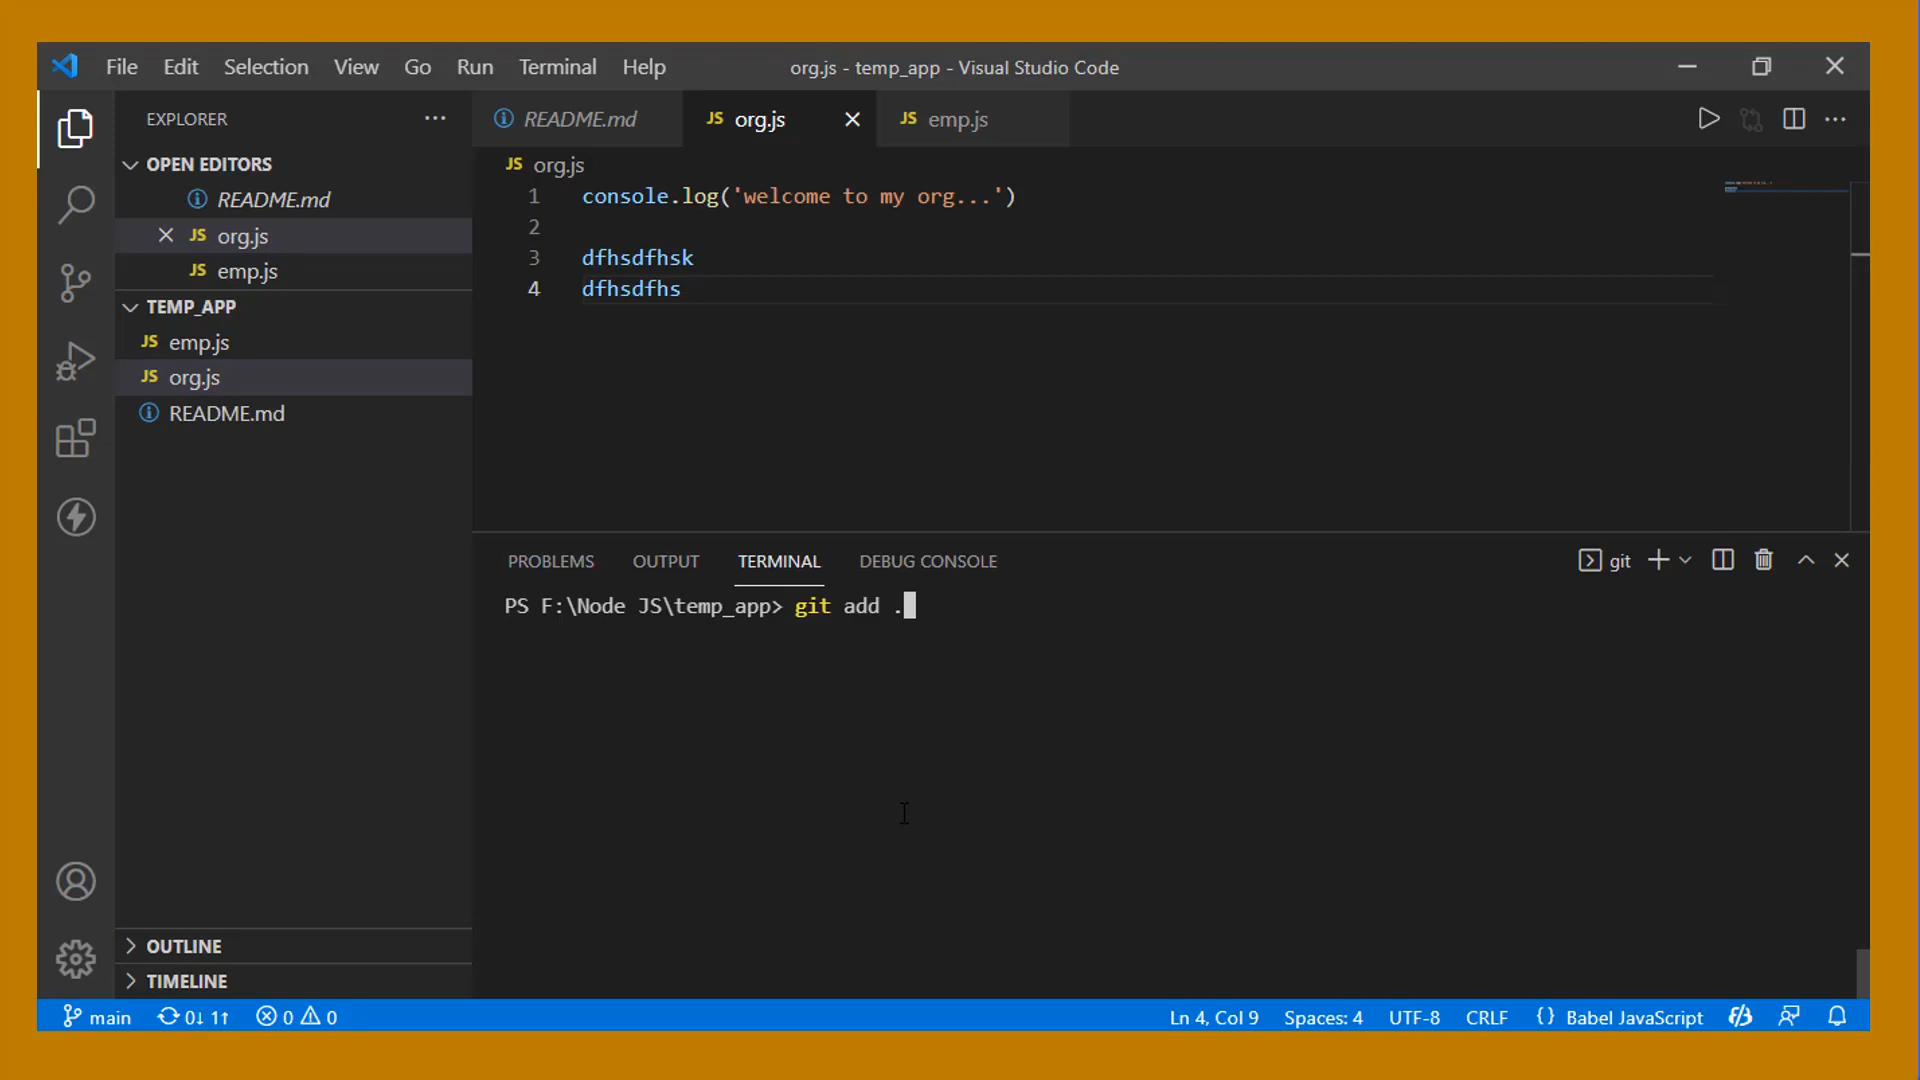 File Edit Selection View Go Run Terminal Help org.js - temp_app - Visual Studio Code
EXPLORER
OPEN EDITORS
README.md
JS org.js
JS emp.js
TEMP_APP
JS emp.js
JS org.js
README.md
OUTLINE
TIMELINE
README.md JS org.js JS emp.js
JS org.js
1 console.log('welcome to my org...')
2
3 dfhsdfhsk
4 dfhsdfhs
PROBLEMS OUTPUT TERMINAL DEBUG CONSOLE git
PS F:\Node JS\temp_app> git add .
main 0↓ 1↑ 0 0 Ln 4, Col 9 Spaces: 4 UTF-8 CRLF {} Babel JavaScript